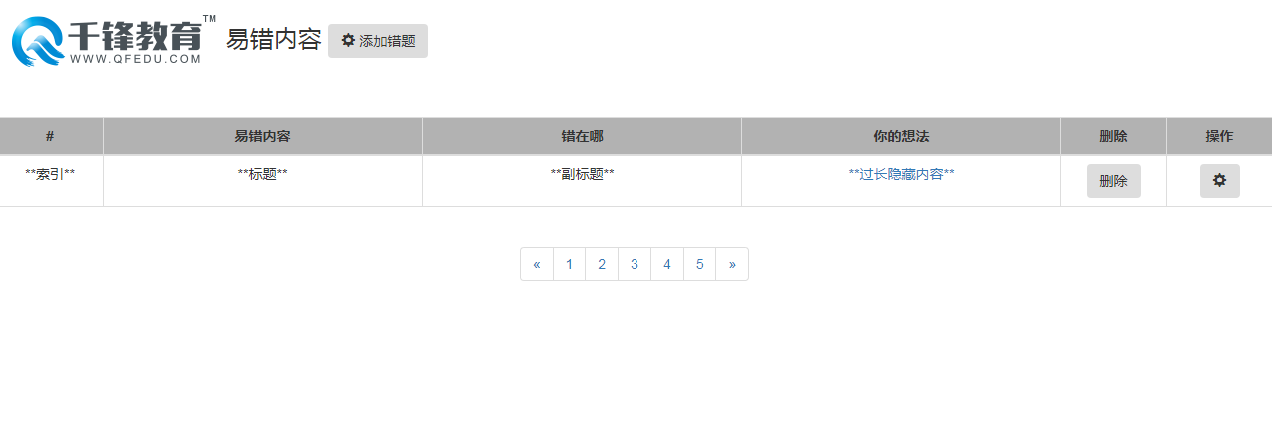 千锋教育TM
WWW.QFEDU.COM
易错内容 添加错题
# 易错内容 错在哪 你的想法 删除 操作
**索引** **标题** **副标题** **过长隐藏内容** 删除
« 1 2 3 4 5 »